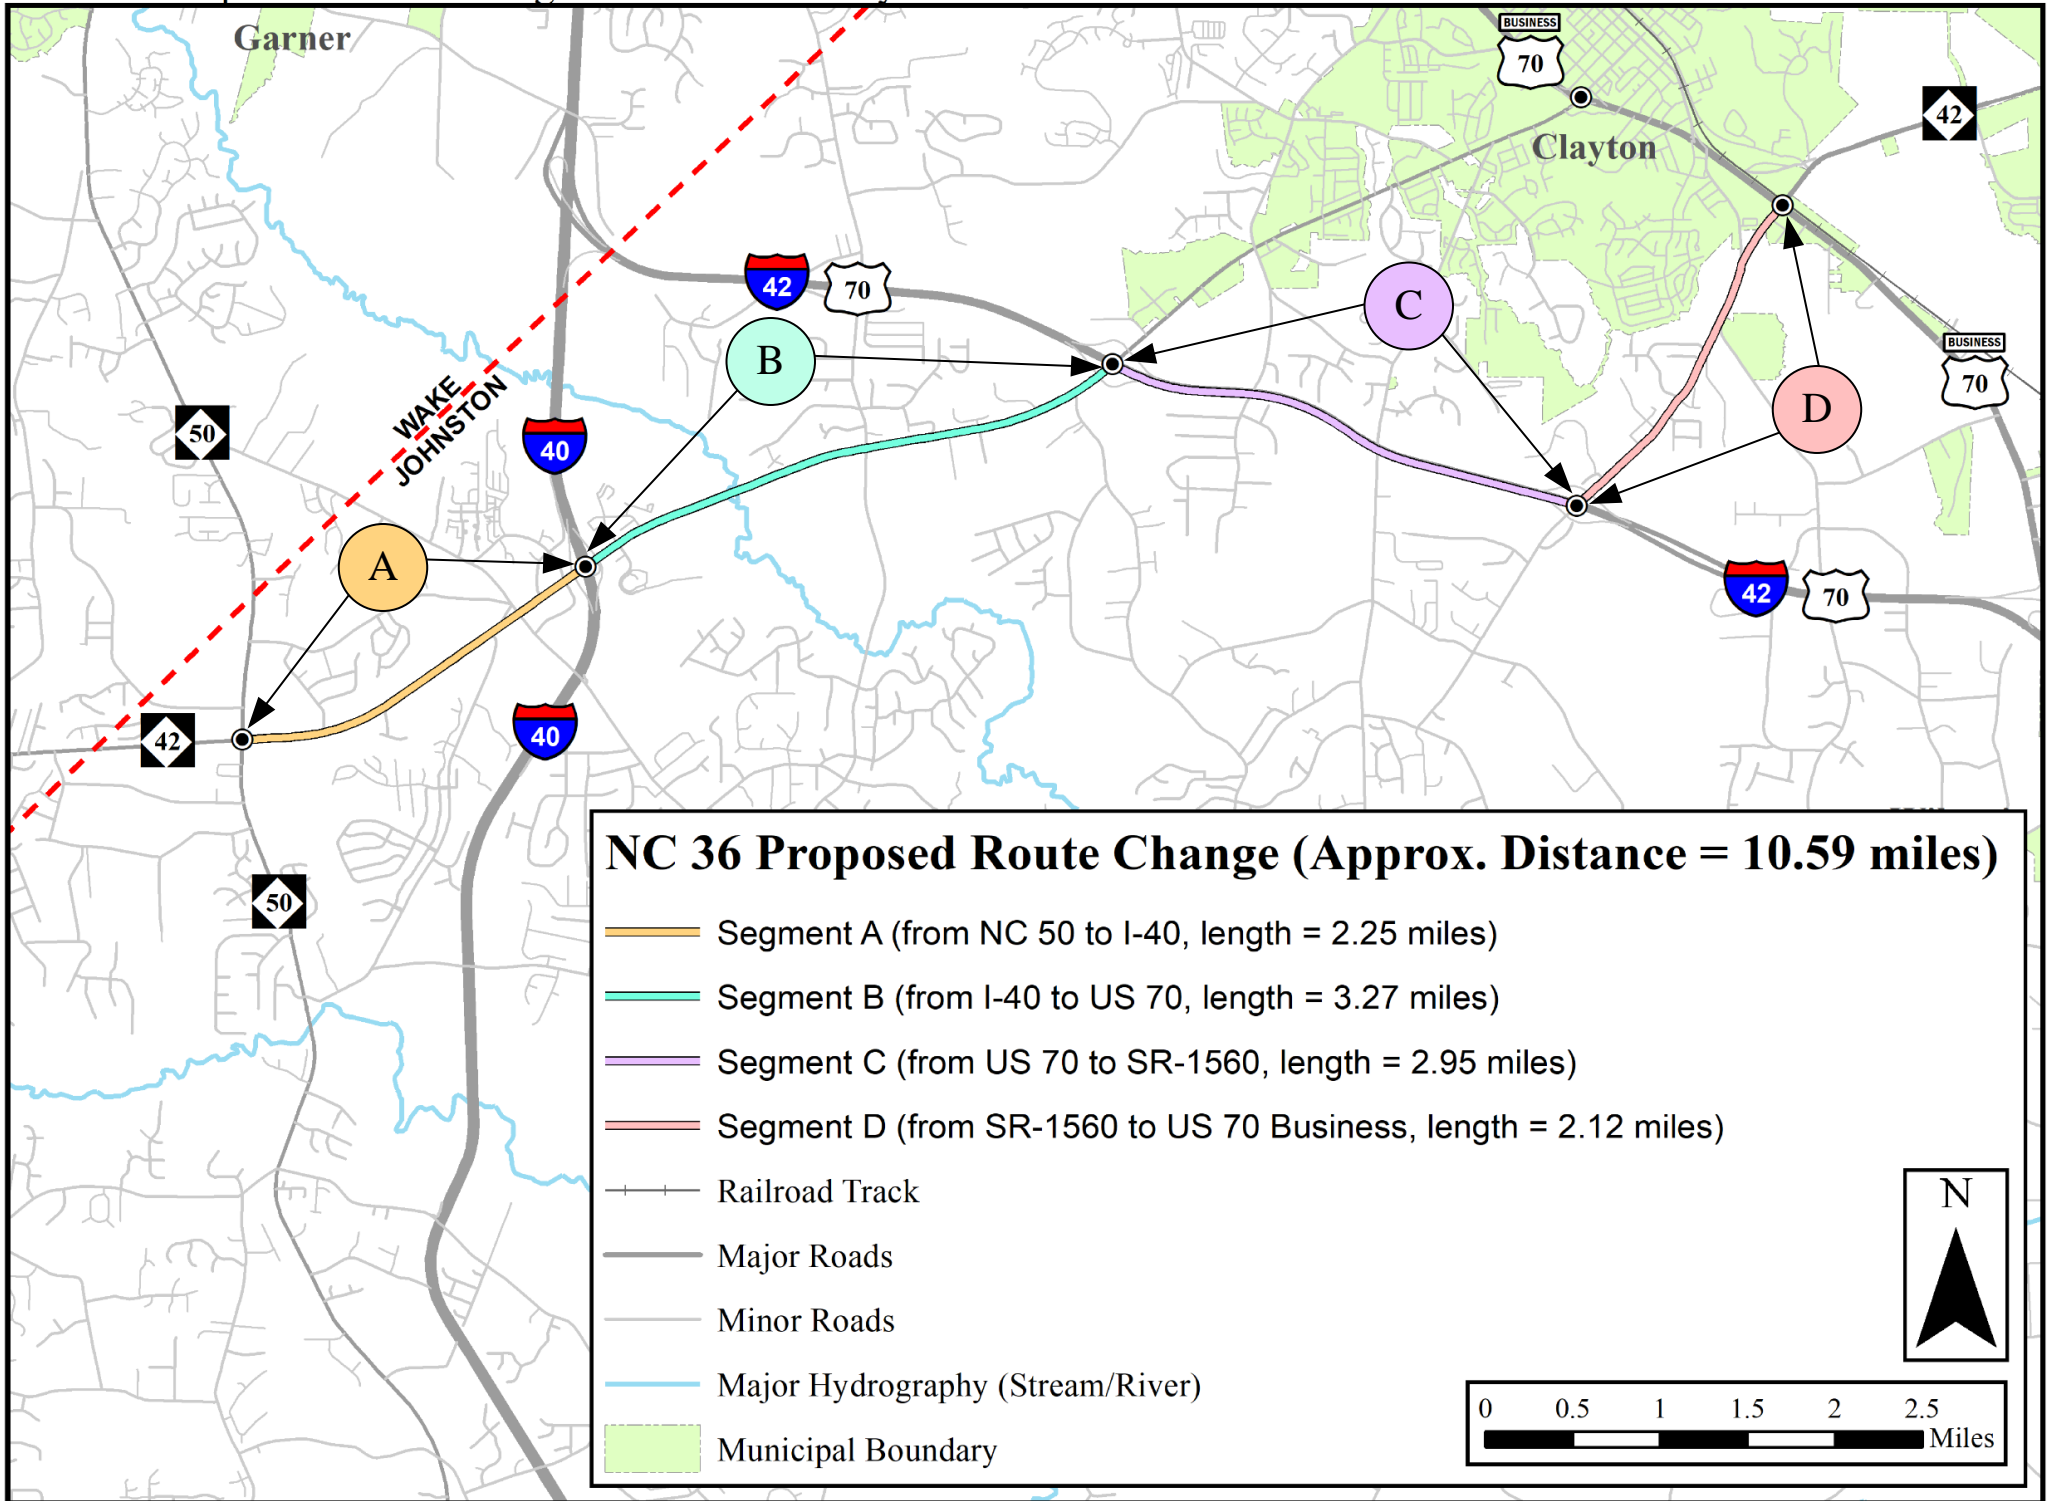 Garner
BUSINESS
70
42
Clayton
42
70
C
B
BUSINESS
70
D
WAKE
JOHNSTON
50
40
A
42
70
42
40
50
NC 36 Proposed Route Change (Approx. Distance = 10.59 miles)
Segment A (from NC 50 to I-40, length = 2.25 miles)
Segment B (from I-40 to US 70, length = 3.27 miles)
Segment C (from US 70 to SR-1560, length = 2.95 miles)
Segment D (from SR-1560 to US 70 Business, length = 2.12 miles)
Railroad Track
Major Roads
Minor Roads
Major Hydrography (Stream/River)
Municipal Boundary
N
0 0.5 1 1.5 2 2.5
Miles